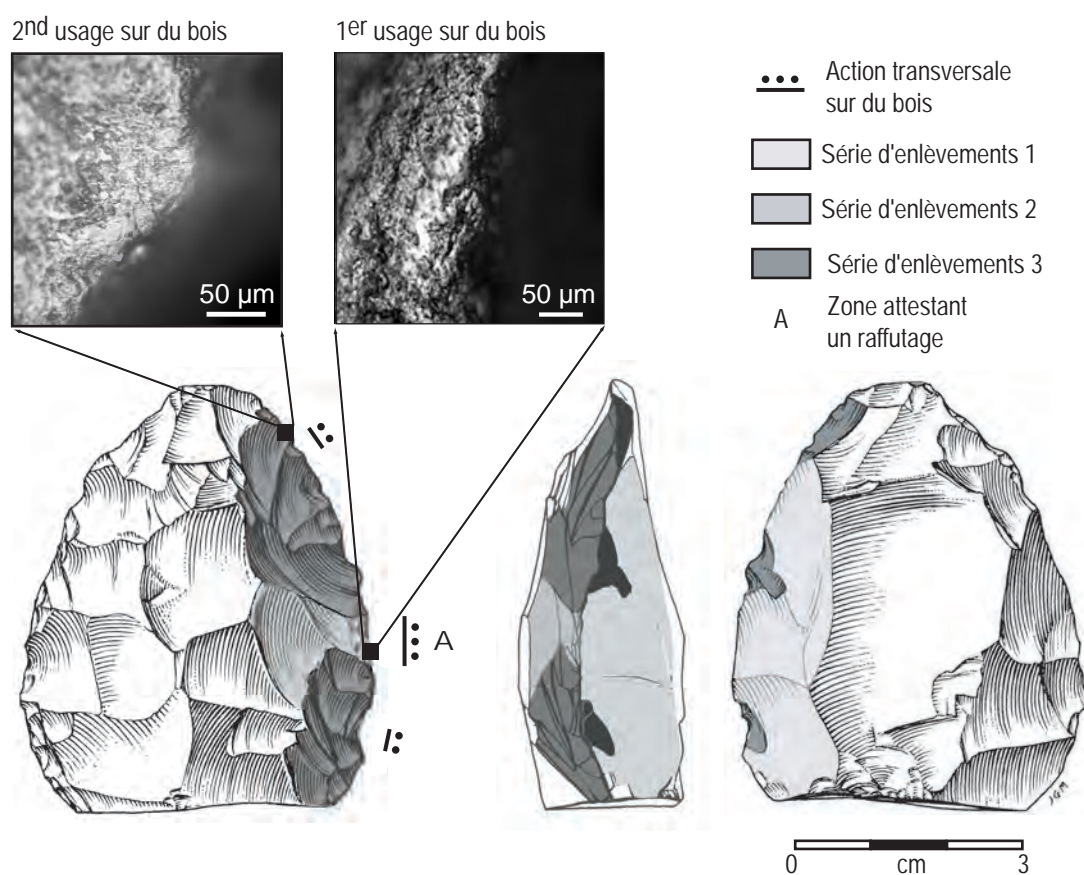 2nd usage sur du bois
1er usage sur du bois
50 µm
50 µm
Action transversale
sur du bois
Série d'enlèvements 1
Série d'enlèvements 2
Série d'enlèvements 3
A
Zone attestant
un raffutage
A
JGM
0
cm
3